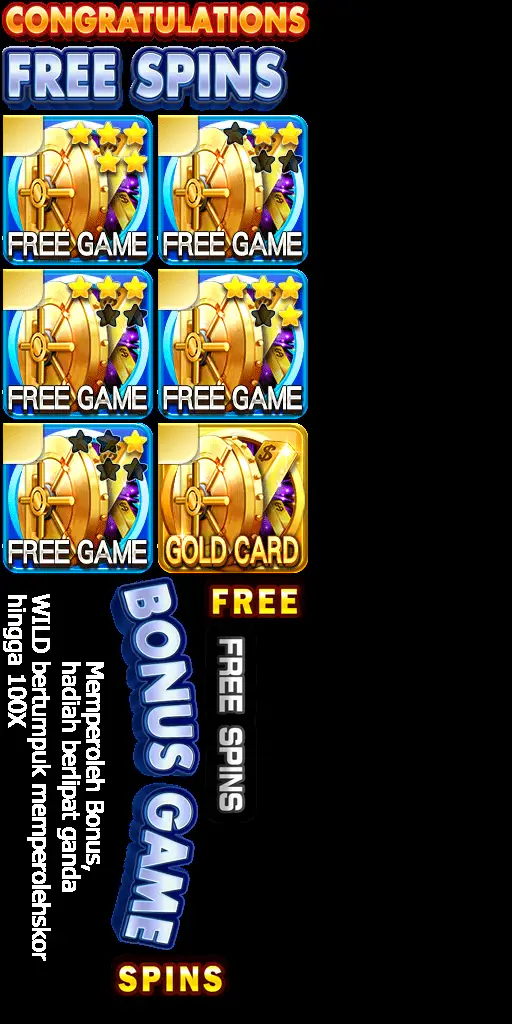 CONGRATULATIONS
FREE SPINS
FREE GAME
FREE GAME
FREE GAME
FREE GAME
FREE GAME
GOLD CARD
FREE
FREE SPINS
BONUS GAME
Memperoleh Bonus,
hadiah berlipat ganda
WILD bertumpuk memperolehskor
hingga 100X
SPINS